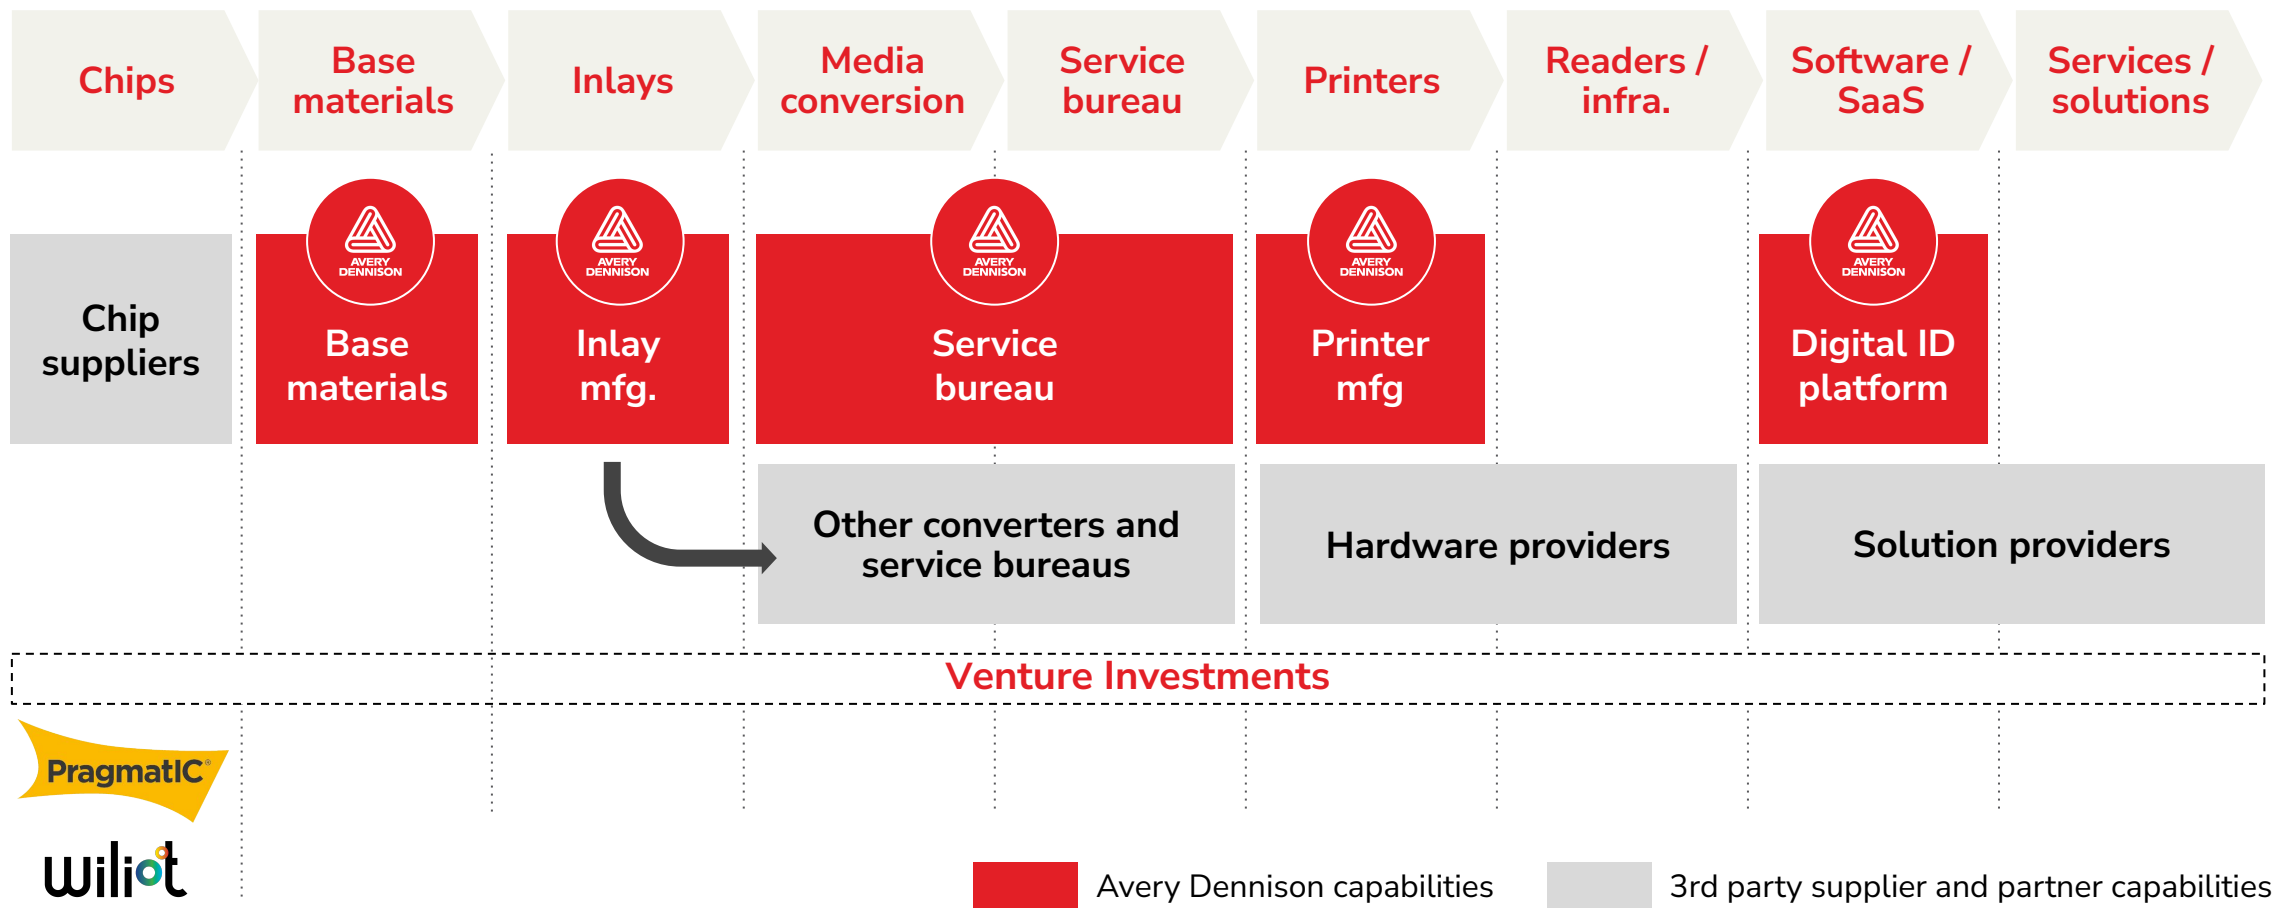 Chips
Base
materials
Inlays
Media
conversion
Service
bureau
Printers
Readers /
infra.
Software /
SaaS
Services /
solutions
AVERY
DENNISON
AVERY
DENNISON
AVERY
DENNISON
AVERY
DENNISON
AVERY
DENNISON
Chip
suppliers
Base
materials
Inlay
mfg.
Service
bureau
Printer
mfg
Digital ID
platform
Other converters and
service bureaus
Hardware providers
Solution providers
Venture Investments
PragmatIC®
wiliot
Avery Dennison capabilities
3rd party supplier and partner capabilities